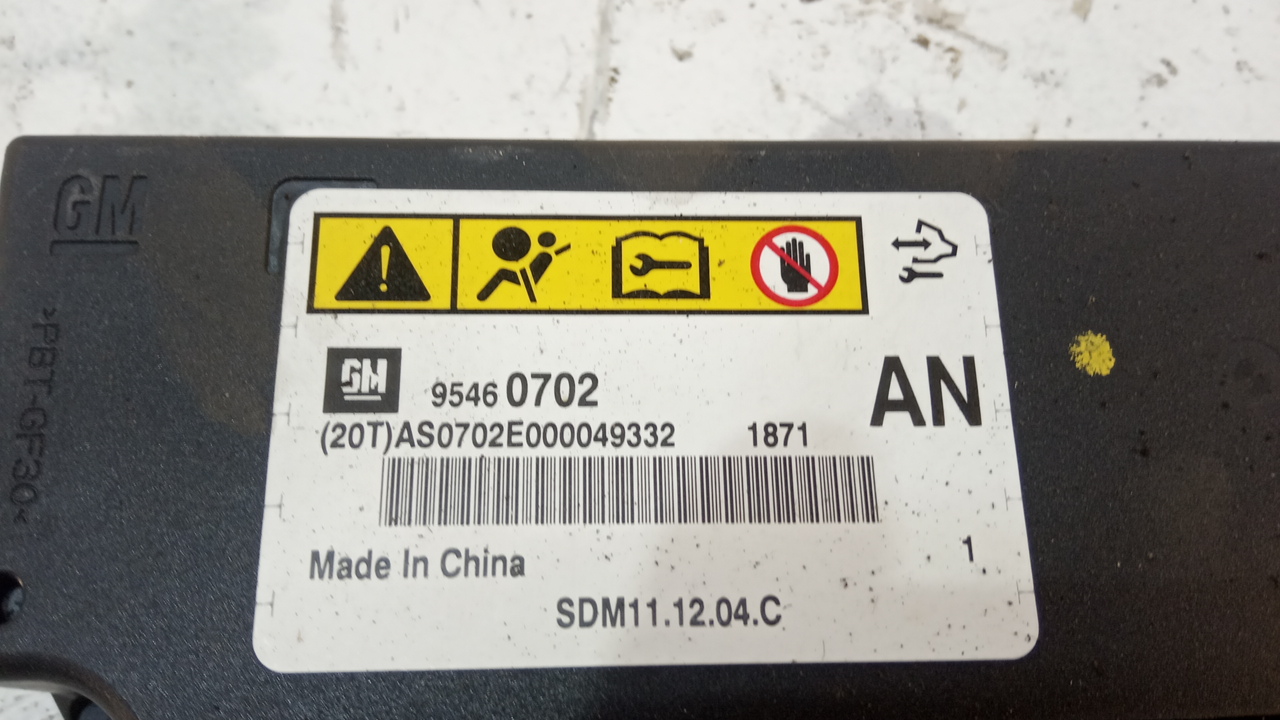 GM
>PBT-GF30<
GM 9546 0702
AN
(20T)AS0702E000049332 1871
Made In China
1
SDM11.12.04.C